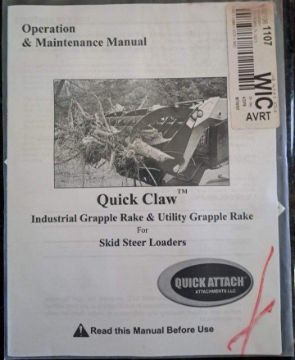 Operation
& Maintenance Manual
1107
WIC
AVRT
Quick Claw™
Industrial Grapple Rake & Utility Grapple Rake
For
Skid Steer Loaders
QUICK ATTACH
ATTACHMENTS LLC
Read this Manual Before Use